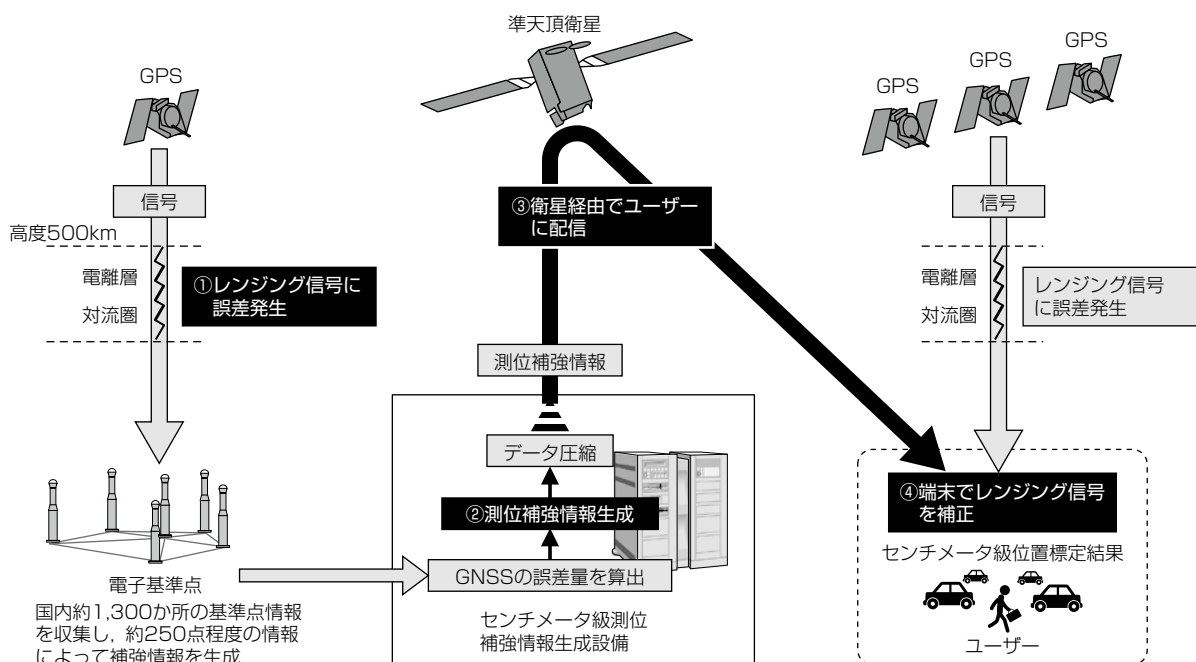 準天頂衛星
GPS
信号
高度500km
電離層
対流圏
①レンジング信号に
誤差発生
電子基準点
国内約1,300か所の基準点情報
を収集し，約250点程度の情報
によって補強情報を生成
③衛星経由でユーザー
に配信
測位補強情報
データ圧縮
②測位補強情報生成
GNSSの誤差量を算出
センチメータ級測位
補強情報生成設備
GPS
GPS
GPS
信号
電離層
対流圏
レンジング信号
に誤差発生
④端末でレンジング信号
を補正
センチメータ級位置標定結果
ユーザー